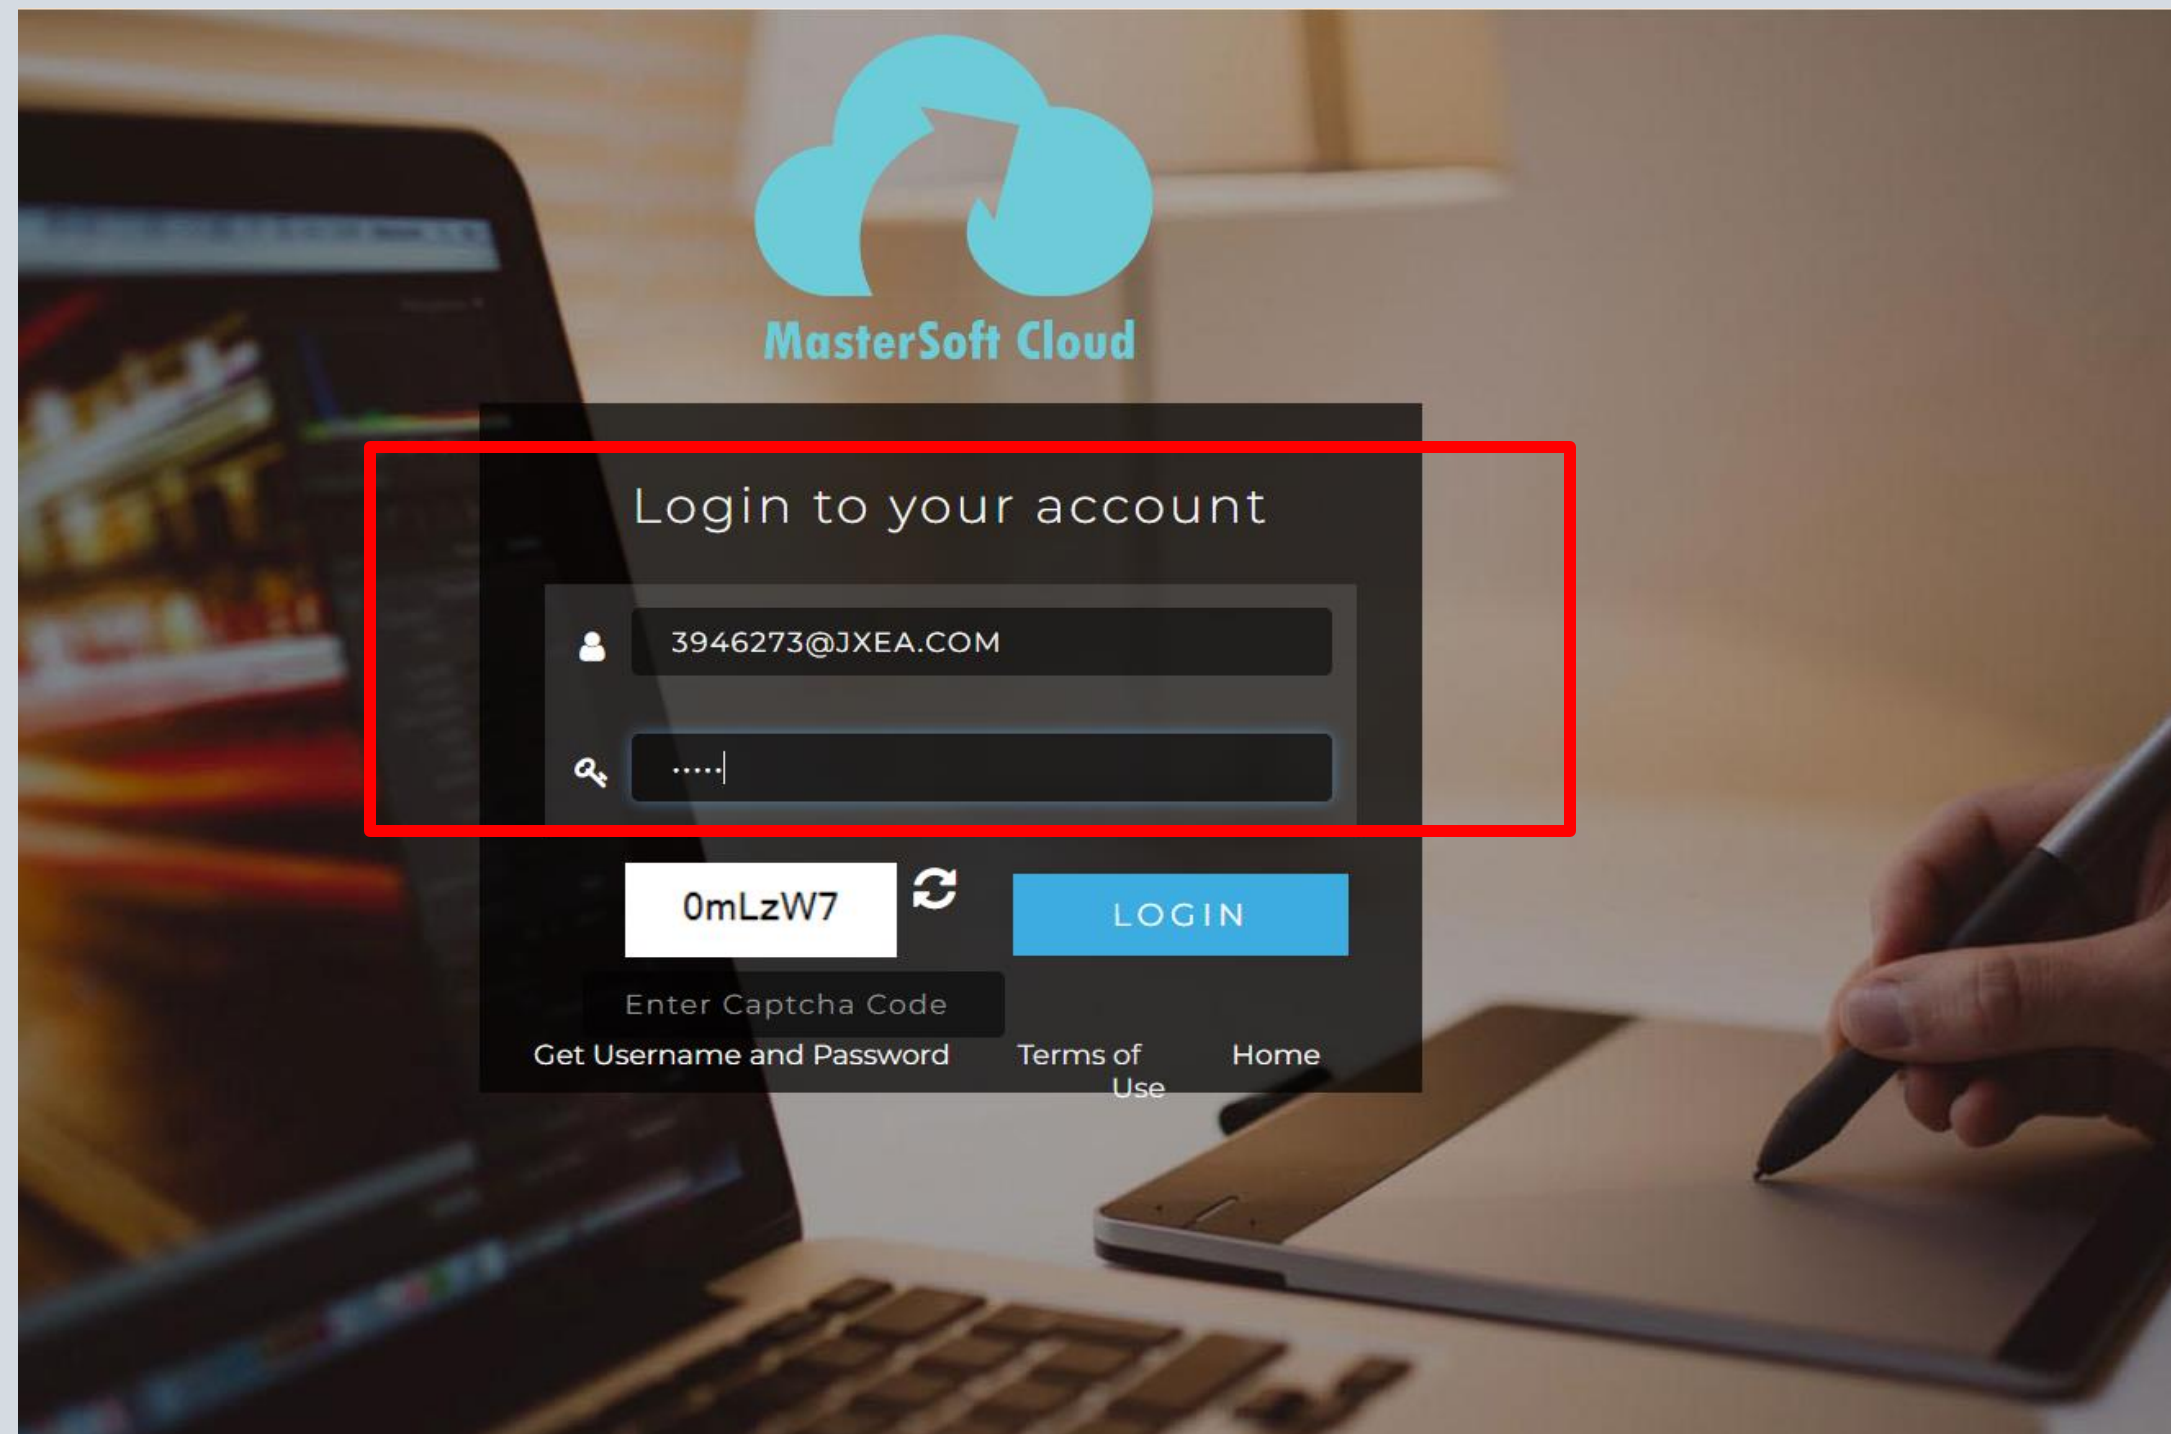 MasterSoft Cloud
Login to your account
3946273@JXEA.COM
.....
0mLzW7
LOGIN
Enter Captcha Code
Get Username and Password Terms of Use Home